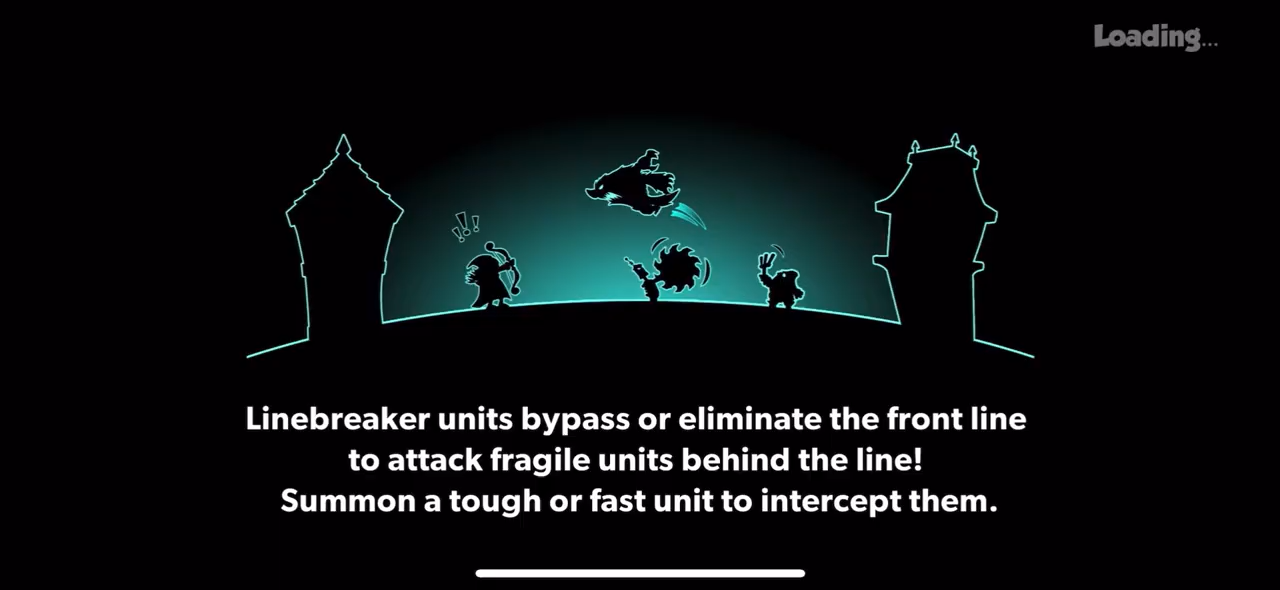 Loading...
!!!
Linebreaker units bypass or eliminate the front line
to attack fragile units behind the line!
Summon a tough or fast unit to intercept them.